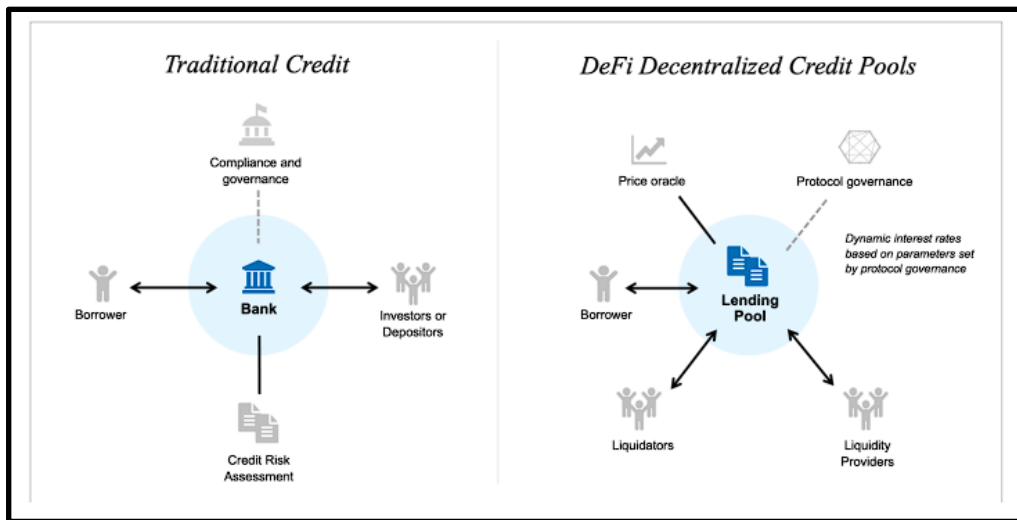 Traditional Credit
Compliance and
governance
Borrower
Bank
Investors or
Depositors
Credit Risk
Assessment
DeFi Decentralized Credit Pools
Price oracle
Protocol governance
Dynamic interest rates
based on parameters set
by protocol governance
Borrower
Lending
Pool
Liquidators
Liquidity
Providers